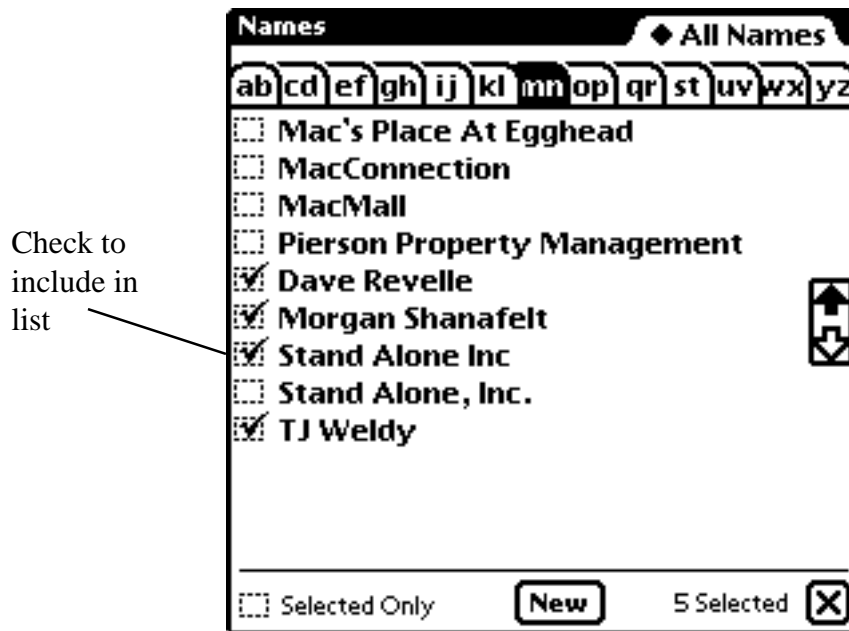 Names
◆ All Names
ab cd ef gh ij kl mn op qr st uv wx yz
Mac's Place At Egghead
MacConnection
MacMall
Pierson Property Management
Check to
include in
list
Dave Revelle
Morgan Shanafelt
Stand Alone Inc
Stand Alone, Inc.
TJ Weldy
Selected Only
New
5 Selected